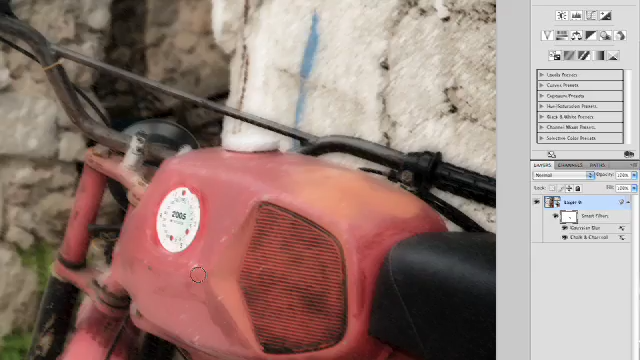 2005
Levels Presets
Curves Presets
Exposure Presets
Hue/Saturation Presets
Black & White Presets
Channel Mixer Presets
Selective Color Presets
LAYERS CHANNELS PATHS
Normal Opacity: 100%
Lock: Fill: 100%
Layer 0
Smart Filters
Gaussian Blur
Chalk & Charcoal